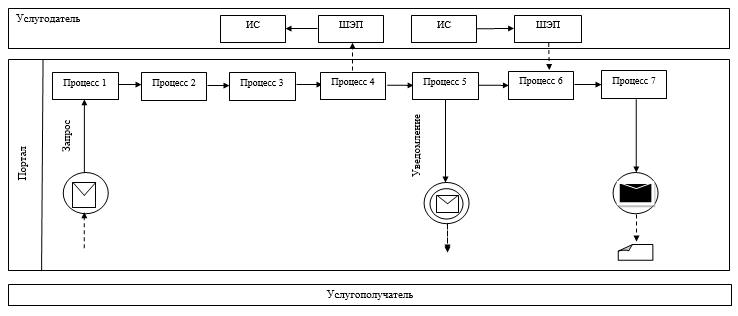 Услугодатель
ИС
ШЭП
ИС
ШЭП
Портал
Процесс 1
Процесс 2
Процесс 3
Процесс 4
Процесс 5
Процесс 6
Процесс 7
Запрос
Уведомление
Услугополучатель